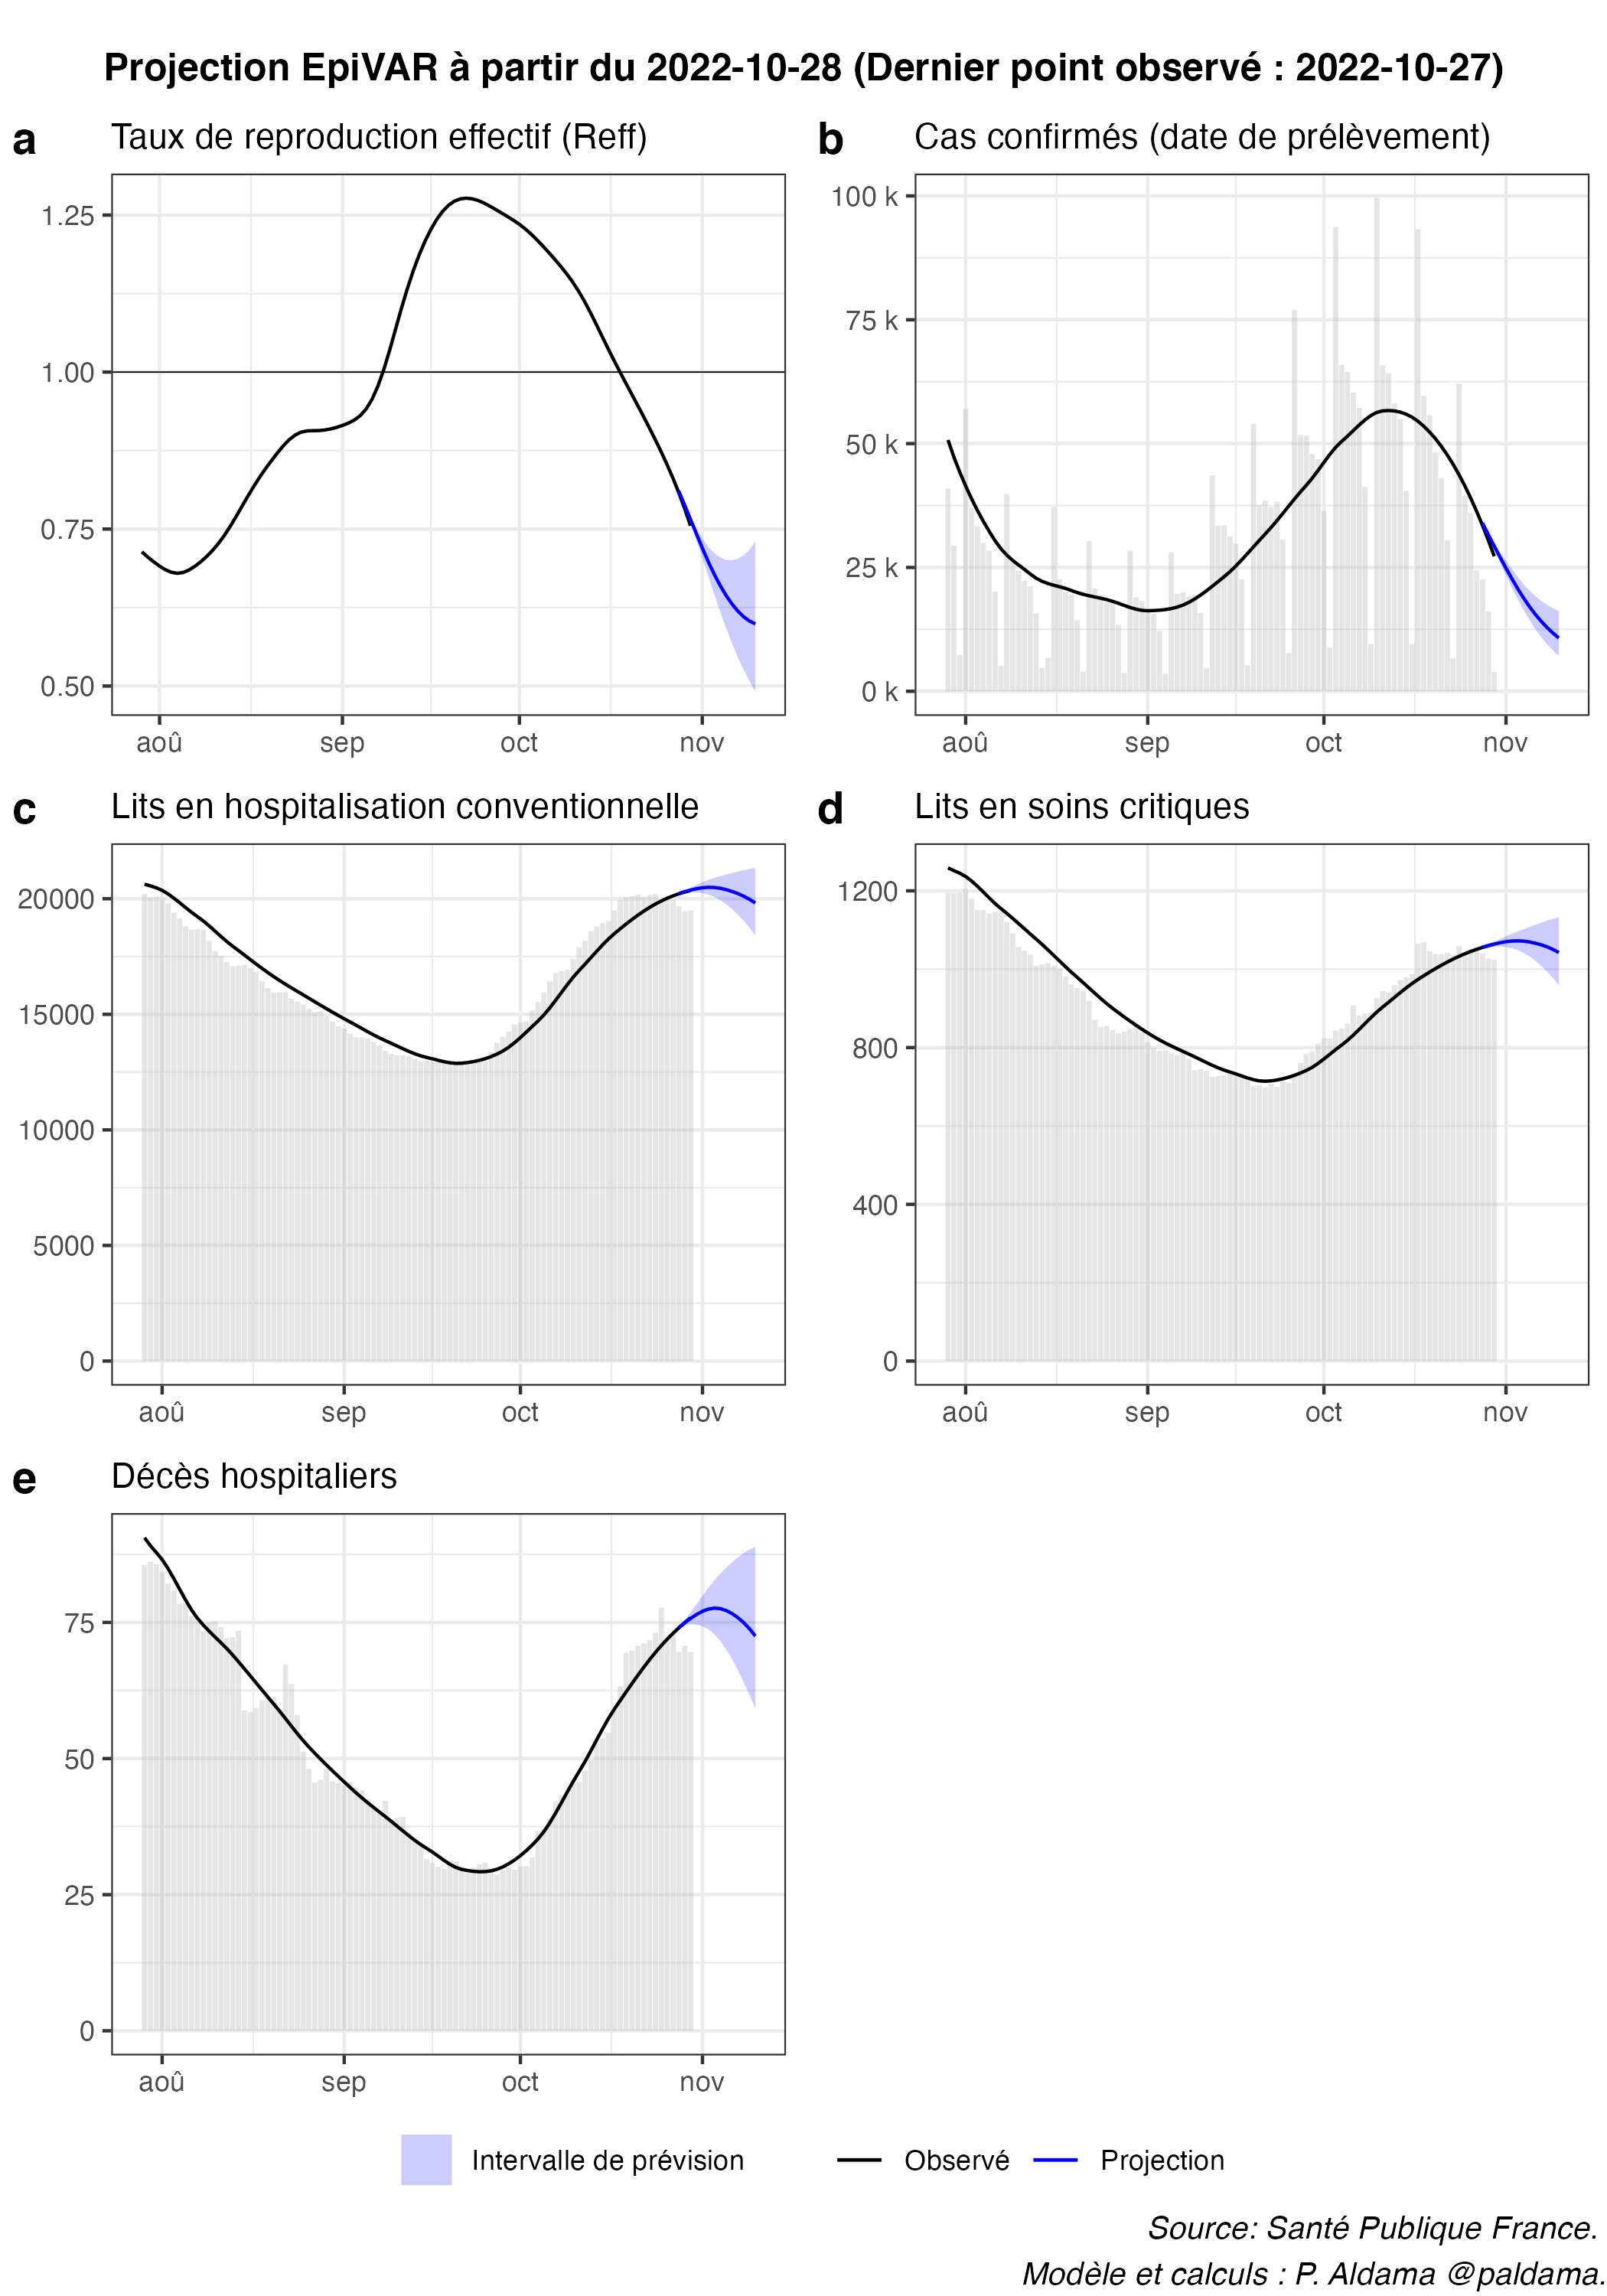 Projection EpiVAR à partir du 2022-10-28 (Dernier point observé : 2022-10-27)
a Taux de reproduction effectif (Reff)
1.25
1.00
0.75
0.50
aoû sep oct nov
b Cas confirmés (date de prélèvement)
100 k
75 k
50 k
25 k
0 k
aoû sep oct nov
c Lits en hospitalisation conventionnelle
20000
15000
10000
5000
0
aoû sep oct nov
d Lits en soins critiques
1200
800
400
0
aoû sep oct nov
e Décès hospitaliers
75
50
25
0
aoû sep oct nov
Intervalle de prévision Observé Projection
Source: Santé Publique France.
Modèle et calculs : P. Aldama @paldama.